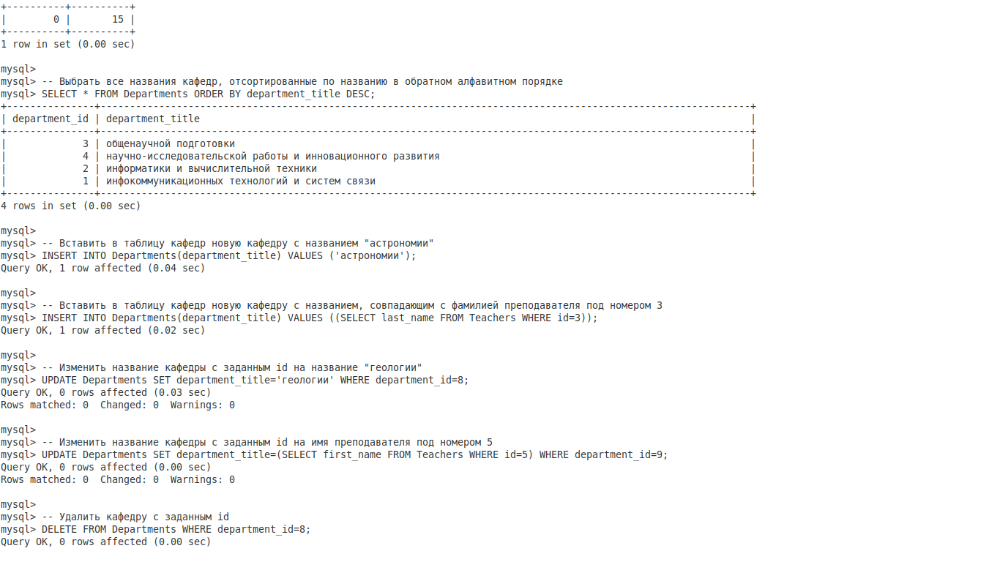 +----------+----------+
|        0 |       15 |
+----------+----------+
1 row in set (0.00 sec)
mysql>
mysql> -- Выбрать все названия кафедр, отсортированные по названию в обратном алфавитном порядке
mysql> SELECT * FROM Departments ORDER BY department_title DESC;
+---------------+---------------------------------------------------------------------------------------------------------------+
| department_id | department_title                                                                                              |
+---------------+---------------------------------------------------------------------------------------------------------------+
|             3 | общенаучной подготовки                                                                                        |
|             4 | научно-исследовательской работы и инновационного развития                                                     |
|             2 | информатики и вычислительной техники                                                                          |
|             1 | инфокоммуникационных технологий и систем связи                                                                |
+---------------+---------------------------------------------------------------------------------------------------------------+
4 rows in set (0.00 sec)
mysql>
mysql> -- Вставить в таблицу кафедр новую кафедру с названием "астрономии"
mysql> INSERT INTO Departments(department_title) VALUES ('астрономии');
Query OK, 1 row affected (0.04 sec)
mysql>
mysql> -- Вставить в таблицу кафедр новую кафедру с названием, совпадающим с фамилией преподавателя под номером 3
mysql> INSERT INTO Departments(department_title) VALUES ((SELECT last_name FROM Teachers WHERE id=3));
Query OK, 1 row affected (0.02 sec)
mysql>
mysql> -- Изменить название кафедры с заданным id на название "геологии"
mysql> UPDATE Departments SET department_title='геологии' WHERE department_id=8;
Query OK, 0 rows affected (0.03 sec)
Rows matched: 0  Changed: 0  Warnings: 0
mysql>
mysql> -- Изменить название кафедры с заданным id на имя преподавателя под номером 5
mysql> UPDATE Departments SET department_title=(SELECT first_name FROM Teachers WHERE id=5) WHERE department_id=9;
Query OK, 0 rows affected (0.00 sec)
Rows matched: 0  Changed: 0  Warnings: 0
mysql>
mysql> -- Удалить кафедру с заданным id
mysql> DELETE FROM Departments WHERE department_id=8;
Query OK, 0 rows affected (0.00 sec)